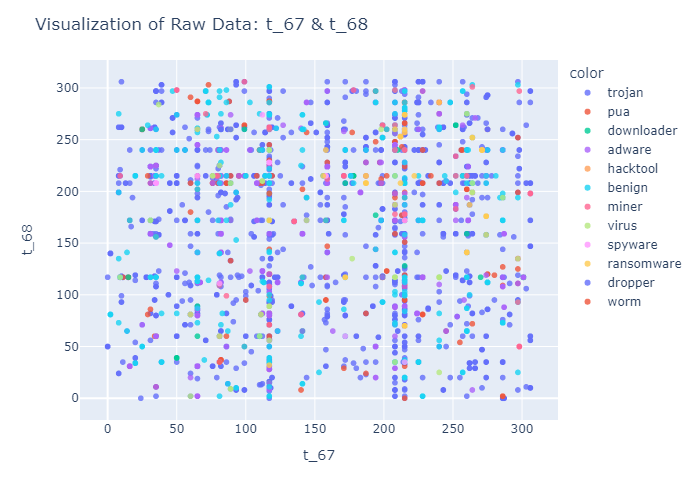 Visualization of Raw Data: t_67 & t_68
color
trojan
pua
downloader
adware
hacktool
benign
miner
virus
spyware
ransomware
dropper
worm
300
250
200
150
100
50
0
t_68
0 50 100 150 200 250 300
t_67